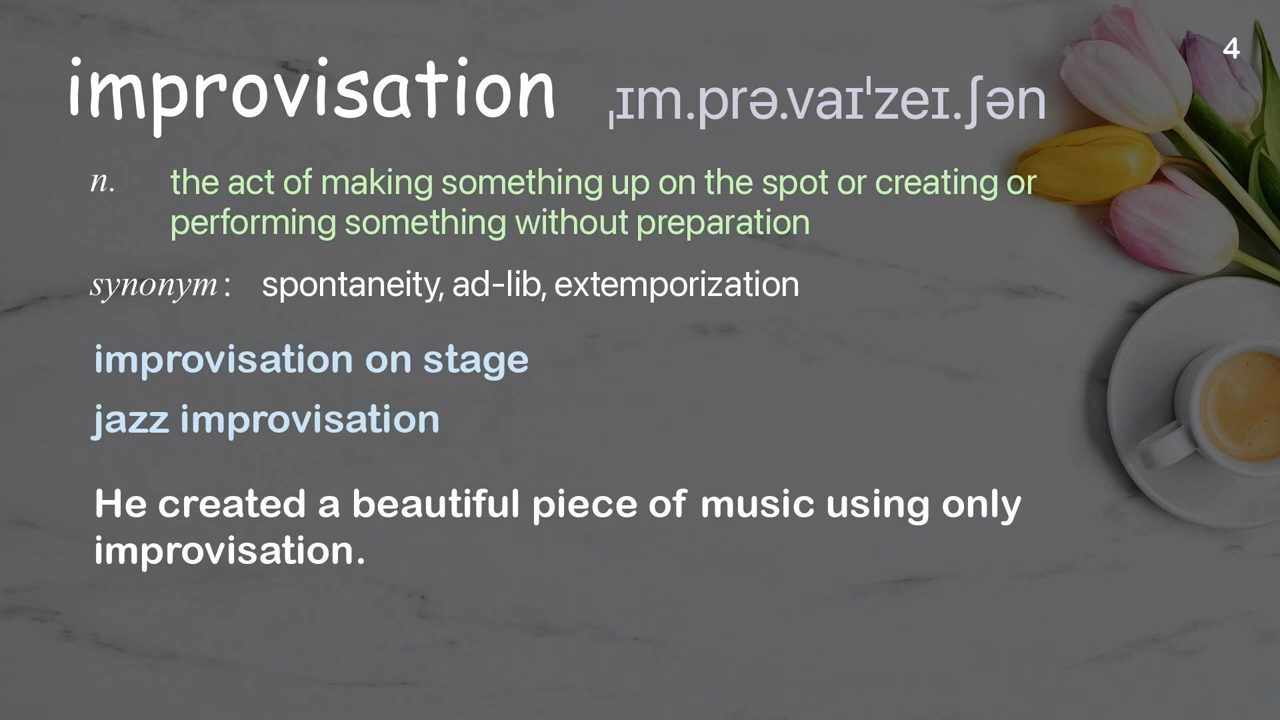 4
improvisation ˌɪm.prə.vaɪˈzeɪ.ʃən
n. the act of making something up on the spot or creating or
performing something without preparation
synonym : spontaneity, ad-lib, extemporization
improvisation on stage
jazz improvisation
He created a beautiful piece of music using only
improvisation.